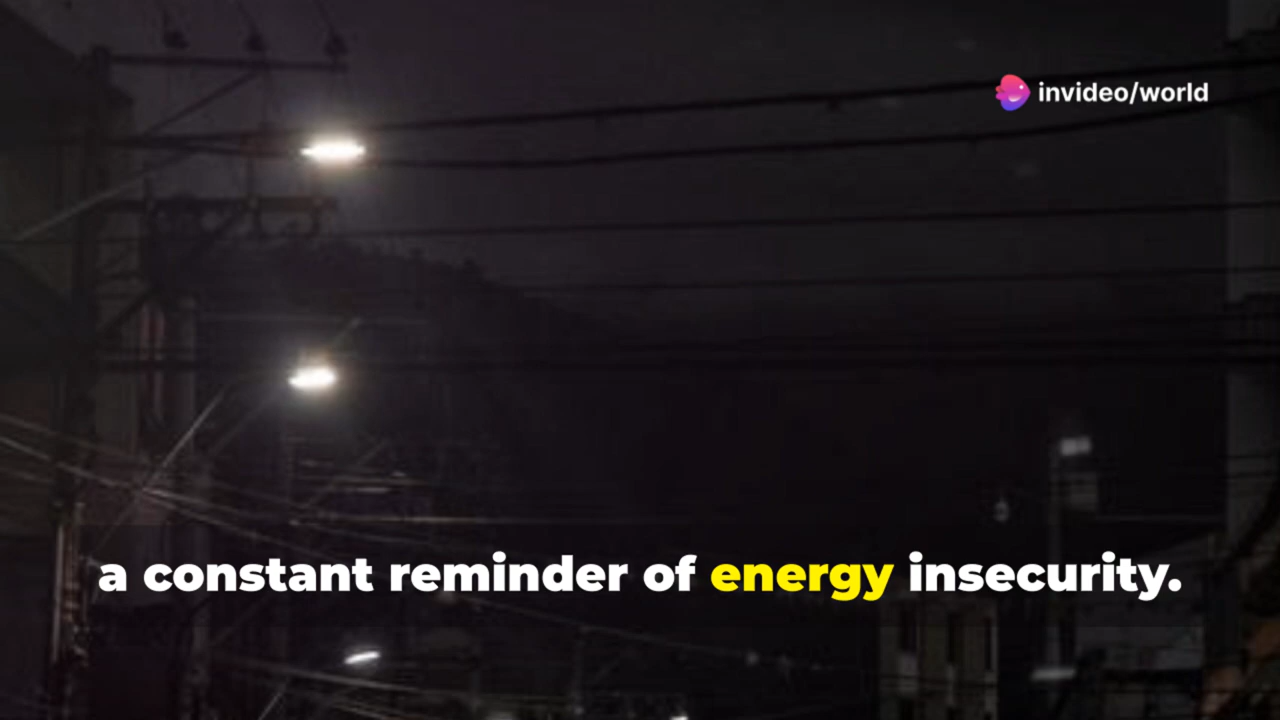 invideo/world
a constant reminder of energy insecurity.